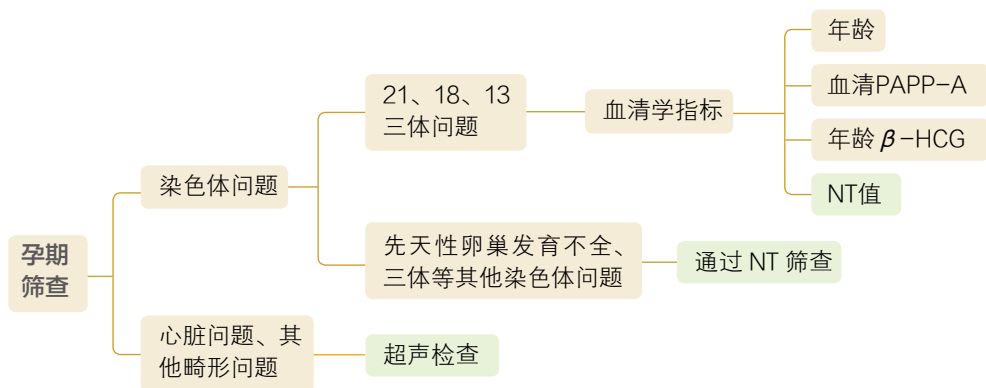 孕期
筛查
染色体问题
21、18、13
三体问题
血清学指标
年龄
血清PAPP-A
年龄β-HCG
NT值
先天性卵巢发育不全、
三体等其他染色体问题
通过 NT 筛查
心脏问题、其
他畸形问题
超声检查